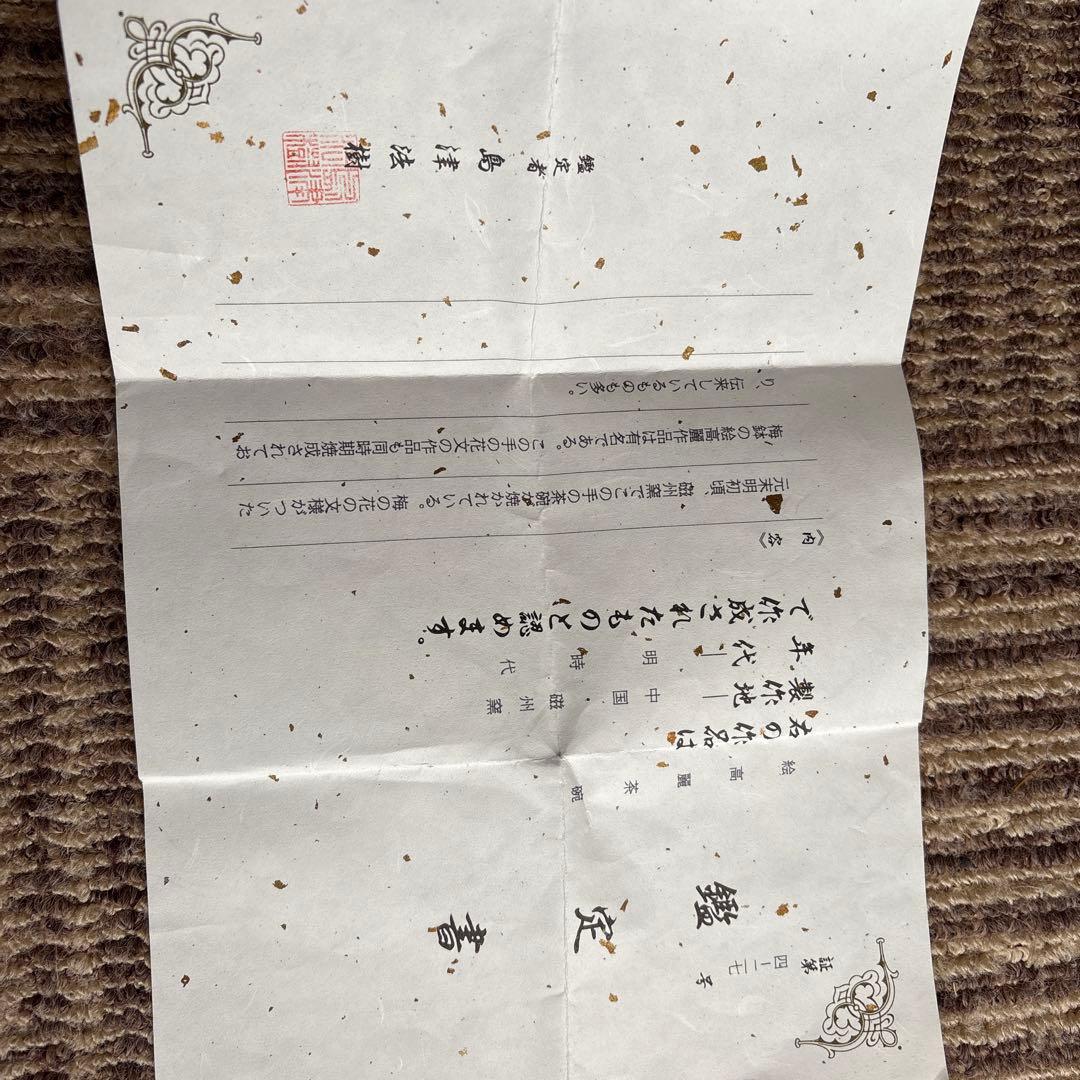 証第四一一七号
鑑定書
絵高麗茶碗
右の作品は
製作地―中国・磁州窯
年代―明時代
で作成されたものと認めます。
《内容》
元末明初頃、磁州窯でこの手の茶碗が焼かれている。梅の花の文様がついた
梅鉢の絵高麗作品は有名である。この手の花文の作品も同時期焼成されてお
り、伝来しているものも多い。
鑑定者 島津法樹